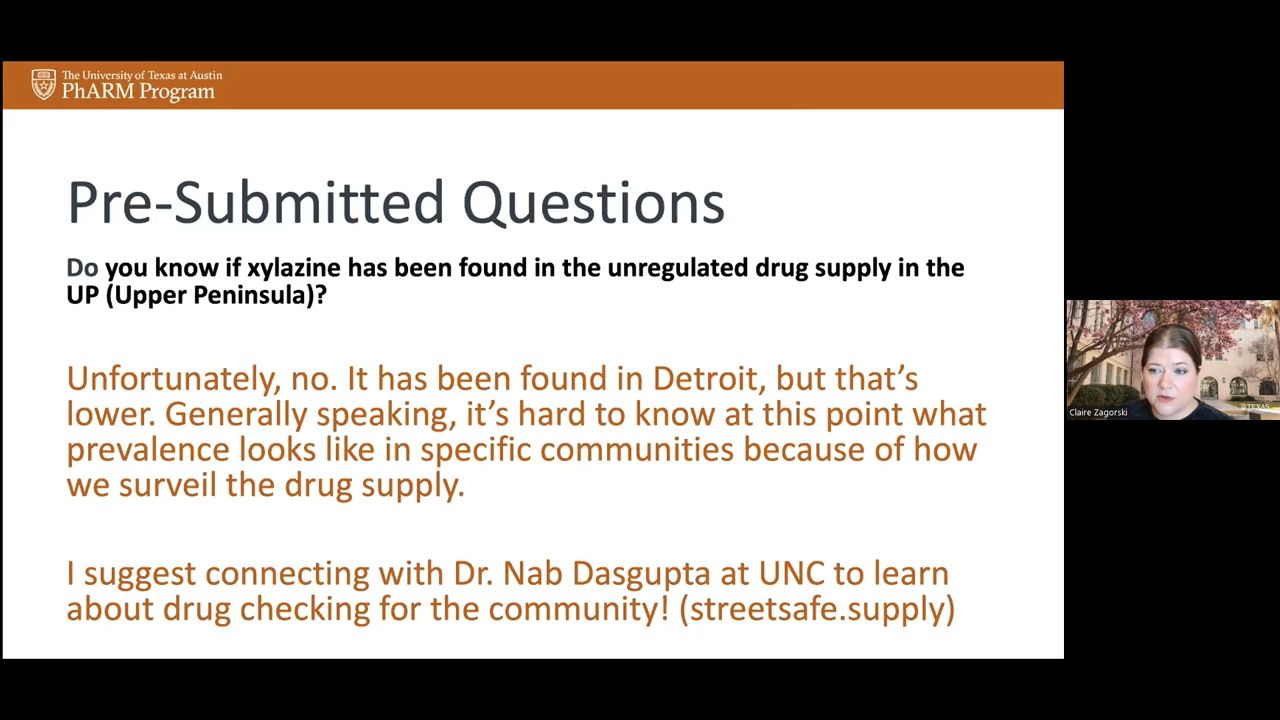 The University of Texas at Austin
PhARM Program
Pre-Submitted Questions
Do you know if xylazine has been found in the unregulated drug supply in the
UP (Upper Peninsula)?
Unfortunately, no. It has been found in Detroit, but that's
lower. Generally speaking, it's hard to know at this point what
prevalence looks like in specific communities because of how
we surveil the drug supply.
I suggest connecting with Dr. Nab Dasgupta at UNC to learn
about drug checking for the community! (streetsafe.supply)
Claire Zagorski
TEXAS